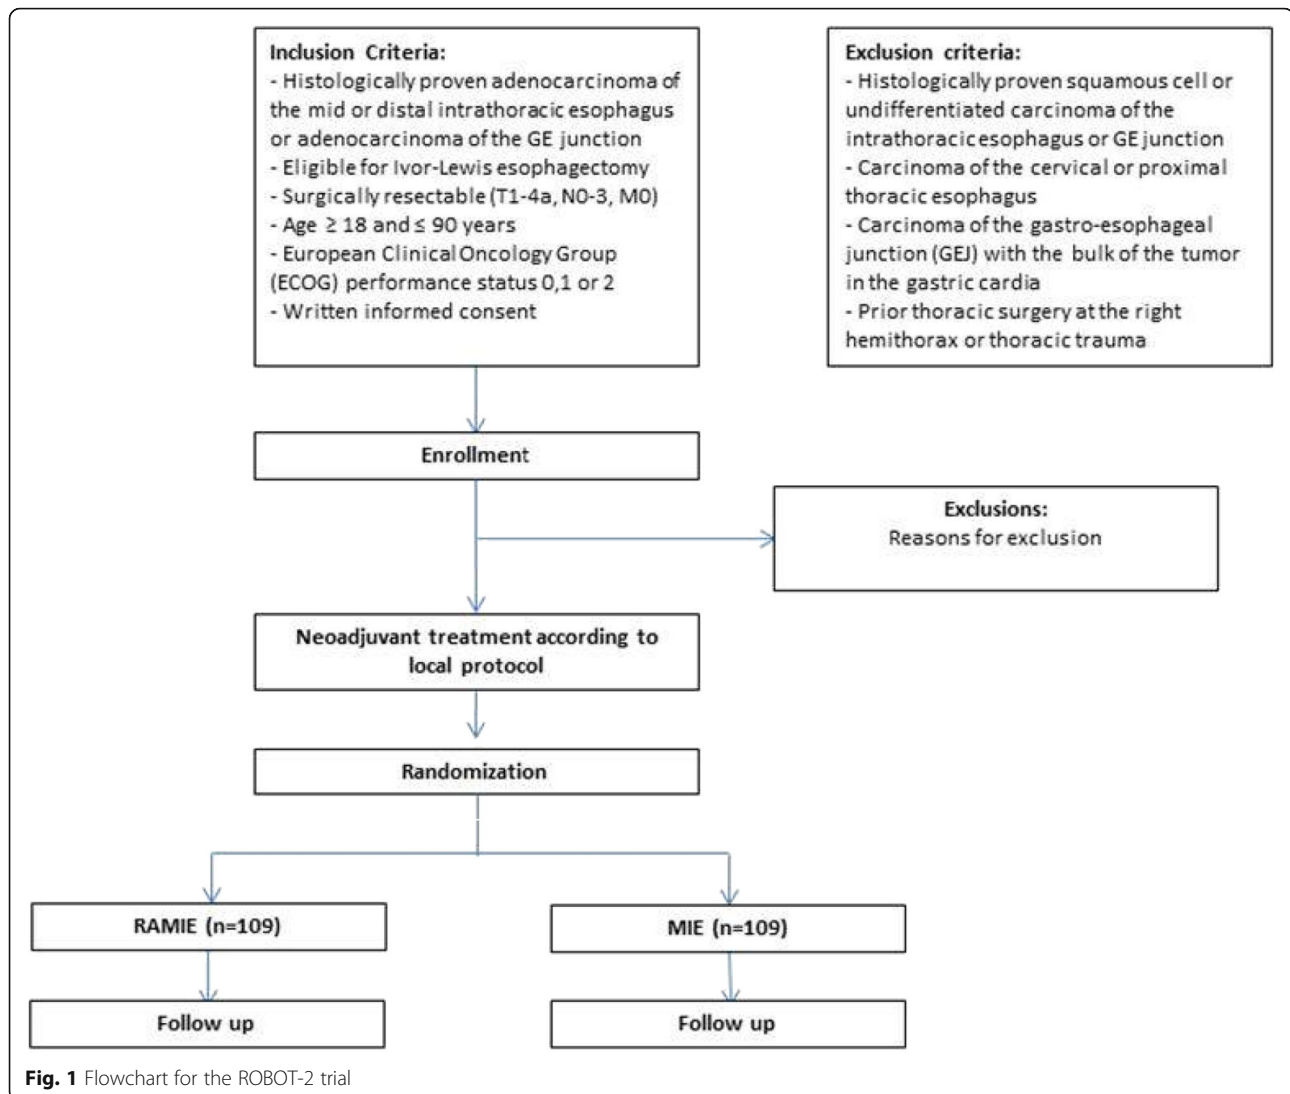 Inclusion Criteria:
- Histologically proven adenocarcinoma of
the mid or distal intrathoracic esophagus
or adenocarcinoma of the GE junction
- Eligible for Ivor-Lewis esophagectomy
- Surgically resectable (T1-4a, N0-3, M0)
- Age ≥ 18 and ≤ 90 years
- European Clinical Oncology Group
(ECOG) performance status 0,1 or 2
- Written informed consent
Exclusion criteria:
- Histologically proven squamous cell or
undifferentiated carcinoma of the
intrathoracic esophagus or GE junction
- Carcinoma of the cervical or proximal
thoracic esophagus
- Carcinoma of the gastro-esophageal
junction (GEJ) with the bulk of the tumor
in the gastric cardia
- Prior thoracic surgery at the right
hemithorax or thoracic trauma
Enrollment
Exclusions:
Reasons for exclusion
Neoadjuvant treatment according to
local protocol
Randomization
RAMIE (n=109)
MIE (n=109)
Follow up
Follow up
Fig. 1 Flowchart for the ROBOT-2 trial